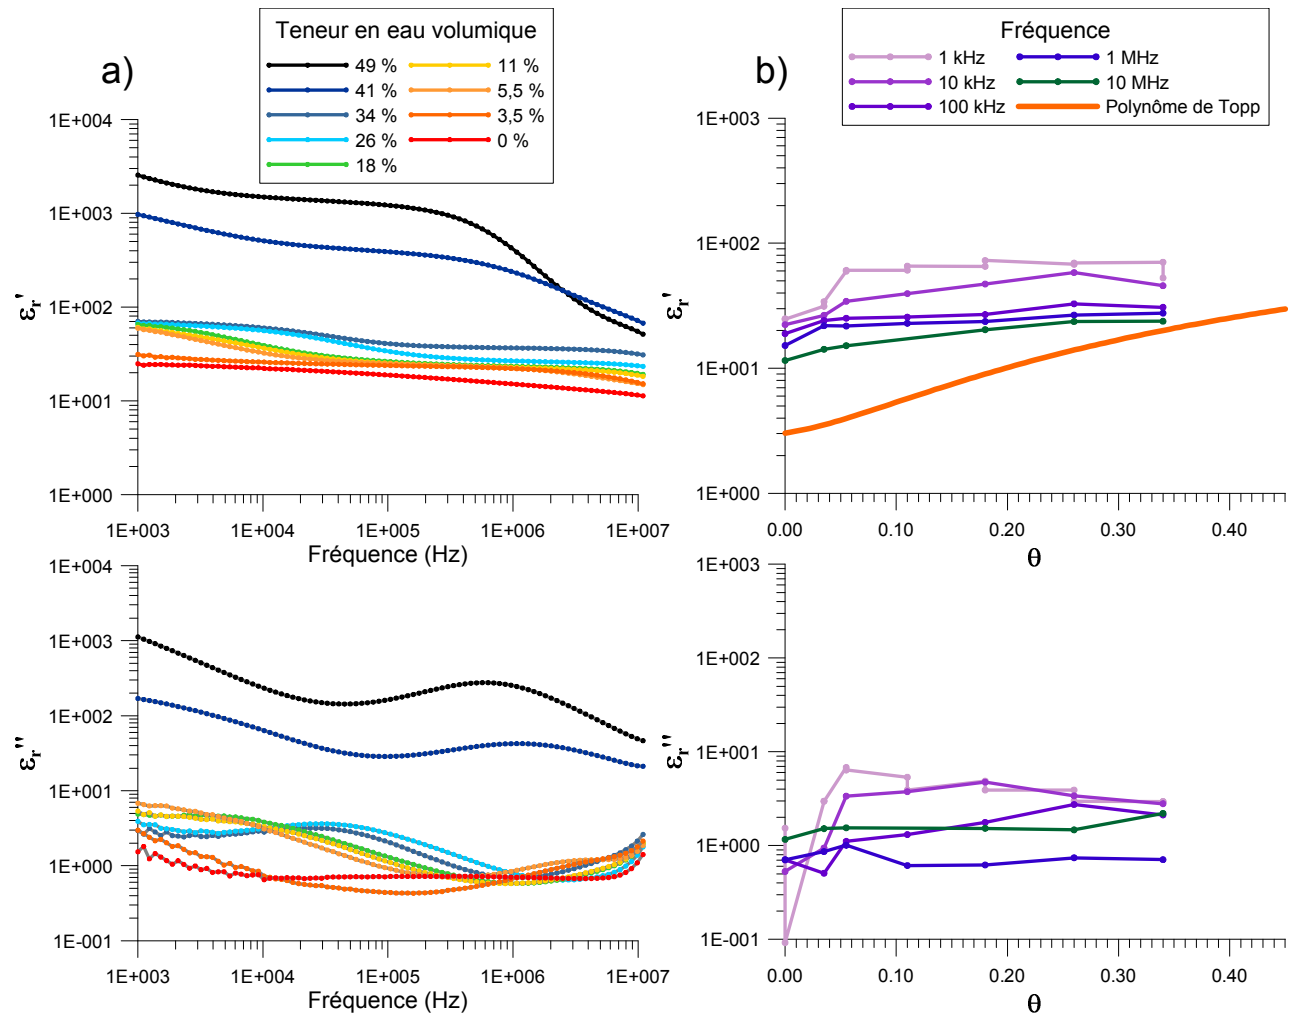 a)
Teneur en eau volumique
49 %
41 %
34 %
26 %
18 %
11 %
5,5 %
3,5 %
0 %
1E+004
1E+003
1E+002
1E+001
1E+000
εr'
1E+003
1E+004
1E+005
1E+006
1E+007
Fréquence (Hz)
b)
Fréquence
1 kHz
10 kHz
100 kHz
1 MHz
10 MHz
Polynôme de Topp
1E+003
1E+002
1E+001
1E+000
εr'
0.00
0.10
0.20
0.30
0.40
θ
1E+004
1E+003
1E+002
1E+001
1E+000
1E-001
εr''
1E+003
1E+004
1E+005
1E+006
1E+007
Fréquence (Hz)
1E+003
1E+002
1E+001
1E+000
1E-001
εr''
0.00
0.10
0.20
0.30
0.40
θ